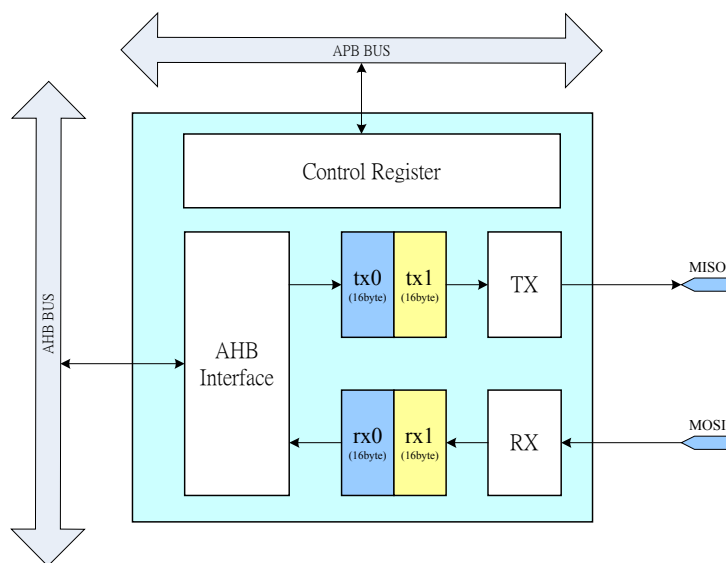 APB BUS
AHB BUS
Control Register
AHB
Interface
tx0
(16byte)
tx1
(16byte)
TX
MISO
rx0
(16byte)
rx1
(16byte)
RX
MOSI